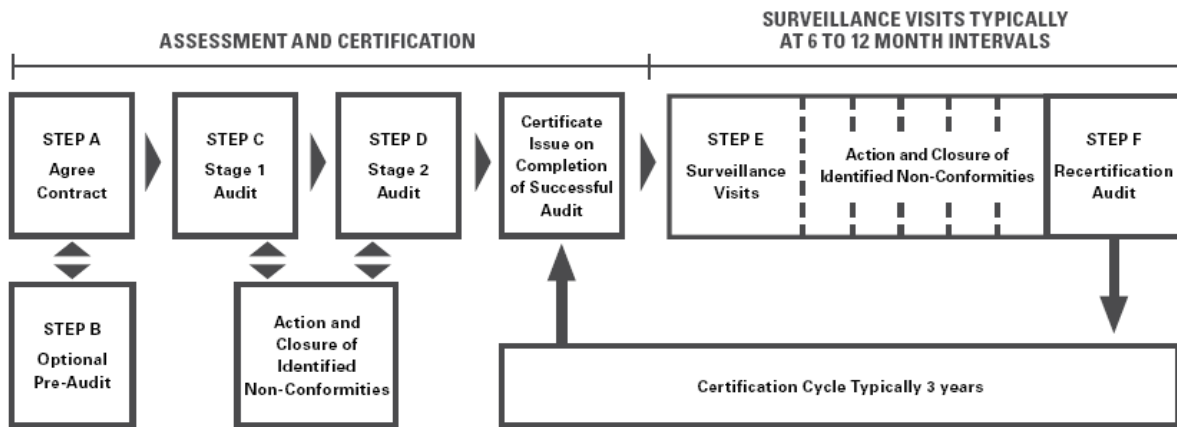 ASSESSMENT AND CERTIFICATION
SURVEILLANCE VISITS TYPICALLY
AT 6 TO 12 MONTH INTERVALS
STEP A
Agree
Contract
STEP C
Stage 1
Audit
STEP D
Stage 2
Audit
Certificate
Issue on
Completion
of Successful
Audit
STEP E
Surveillance
Visits
Action and Closure of
Identified Non-Conformities
STEP F
Recertification
Audit
STEP B
Optional
Pre-Audit
Action and
Closure of
Identified
Non-Conformities
Certification Cycle Typically 3 years